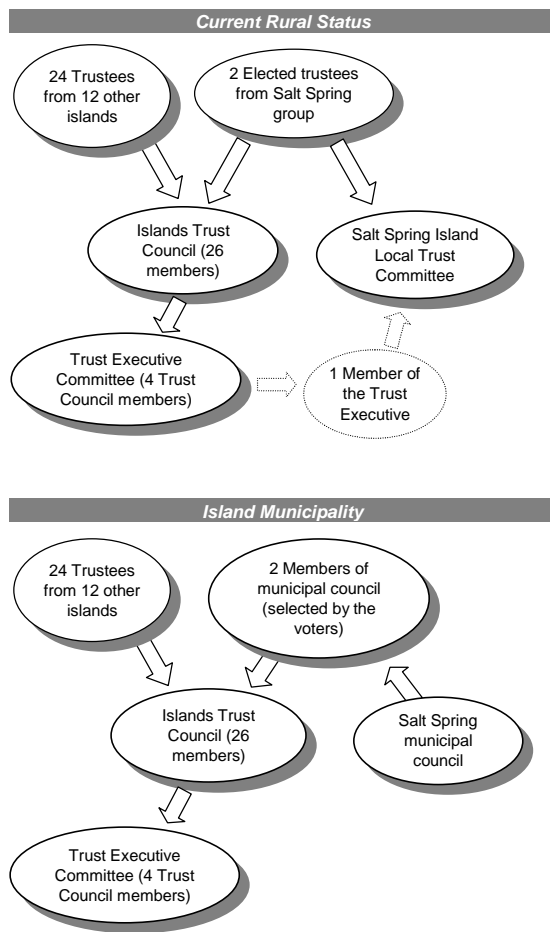 Current Rural Status
24 Trustees
from 12 other
islands
2 Elected trustees
from Salt Spring
group
Islands Trust
Council (26
members)
Salt Spring Island
Local Trust
Committee
Trust Executive
Committee (4 Trust
Council members)
1 Member of
the Trust
Executive
Island Municipality
24 Trustees
from 12 other
islands
2 Members of
municipal council
(selected by the
voters)
Islands Trust
Council (26
members)
Salt Spring
municipal
council
Trust Executive
Committee (4 Trust
Council members)